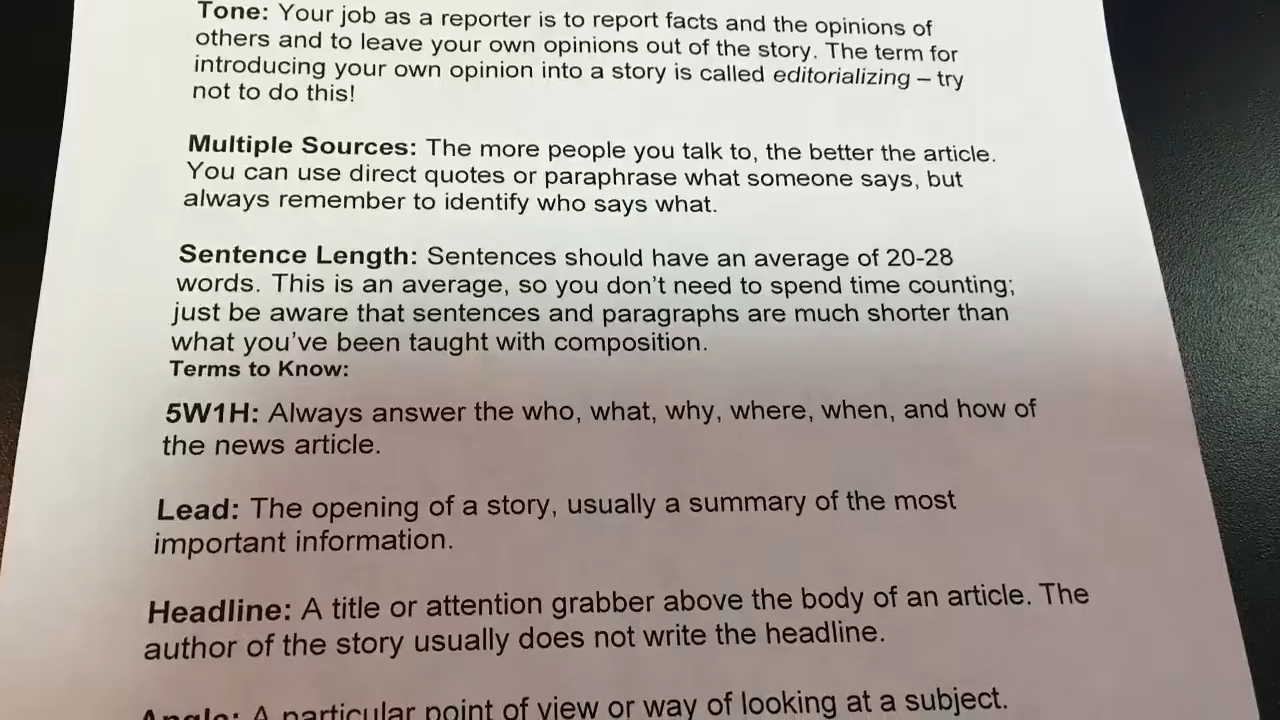 Tone: Your job as a reporter is to report facts and the opinions of
others and to leave your own opinions out of the story. The term for
introducing your own opinion into a story is called editorializing – try
not to do this!
Multiple Sources: The more people you talk to, the better the article.
You can use direct quotes or paraphrase what someone says, but
always remember to identify who says what.
Sentence Length: Sentences should have an average of 20-28
words. This is an average, so you don't need to spend time counting;
just be aware that sentences and paragraphs are much shorter than
what you've been taught with composition.
Terms to Know:
5W1H: Always answer the who, what, why, where, when, and how of
the news article.
Lead: The opening of a story, usually a summary of the most
important information.
Headline: A title or attention grabber above the body of an article. The
author of the story usually does not write the headline.
Angle: A particular point of view or way of looking at a subject.